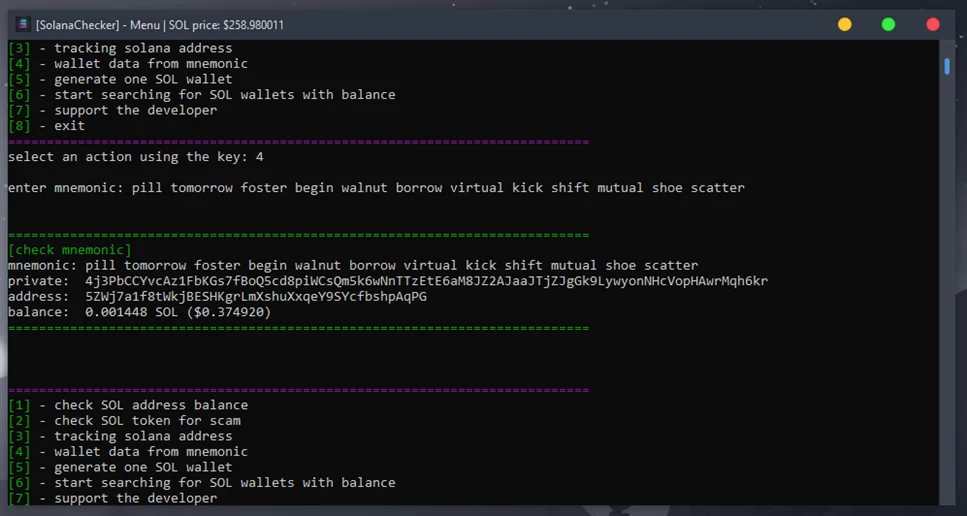 [SolanaChecker] - Menu | SOL price: $258.980011
[3] - tracking solana address
[4] - wallet data from mnemonic
[5] - generate one SOL wallet
[6] - start searching for SOL wallets with balance
[7] - support the developer
[8] - exit
===========================================================================
select an action using the key: 4
enter mnemonic: pill tomorrow foster begin walnut borrow virtual kick shift mutual shoe scatter
===========================================================================
[check mnemonic]
mnemonic: pill tomorrow foster begin walnut borrow virtual kick shift mutual shoe scatter
private:  4j3PbCCYvcAz1FbKGs7fBoQ5cd8piWCsQm5k6wNnTTzEtE6aM8JZ2AJaaJTjZJgGk9LywyonNHcVopHAwrMqh6kr
address:  5ZWj7a1f8tWkjBESHKgrLmXshuXxqeY9SYcfbshpAqPG
balance:  0.001448 SOL ($0.374920)
===========================================================================
===========================================================================
[1] - check SOL address balance
[2] - check SOL token for scam
[3] - tracking solana address
[4] - wallet data from mnemonic
[5] - generate one SOL wallet
[6] - start searching for SOL wallets with balance
[7] - support the developer